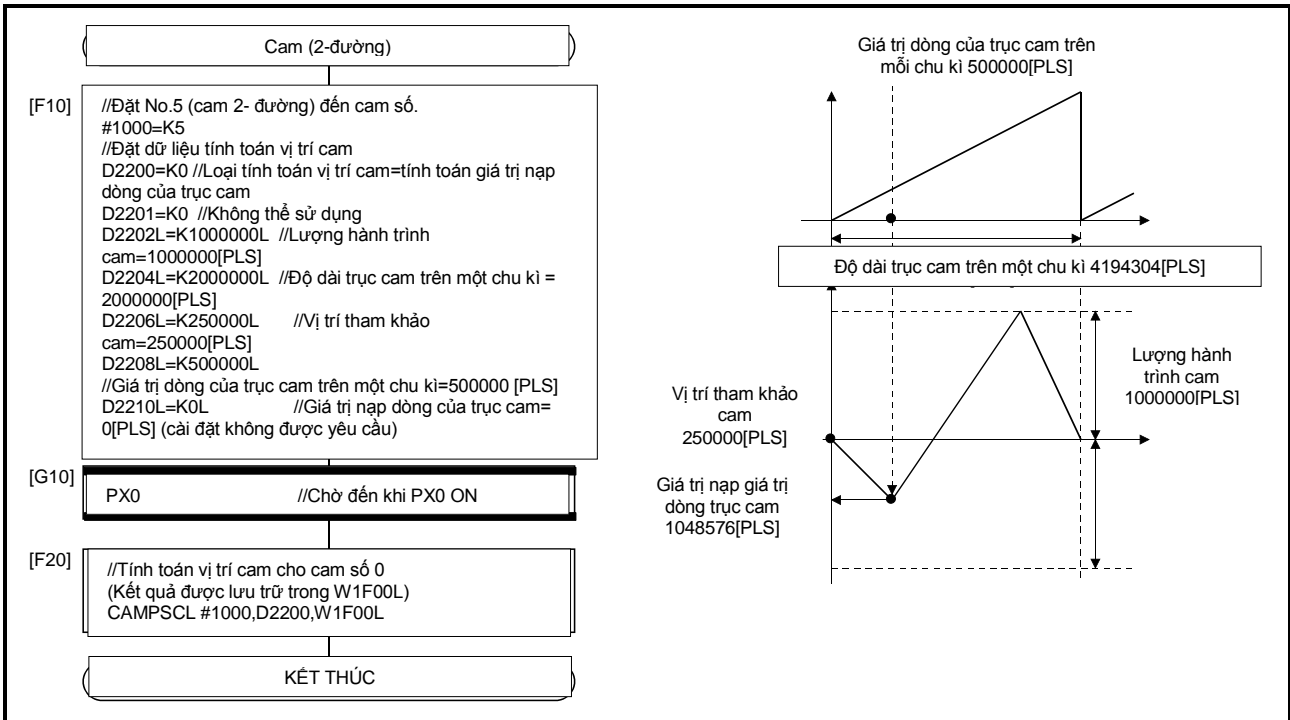 Cam (2-đường)
[F10]
//Đặt No.5 (cam 2- đường) đến cam số.
#1000=K5
//Đặt dữ liệu tính toán vị trí cam
D2200=K0 //Loại tính toán vị trí cam=tính toán giá trị nạp
dòng của trục cam
D2201=K0 //Không thể sử dụng
D2202L=K1000000L //Lượng hành trình
cam=1000000[PLS]
D2204L=K2000000L //Độ dài trục cam trên một chu kì =
2000000[PLS]
D2206L=K250000L //Vị trí tham khảo
cam=250000[PLS]
D2208L=K500000L
//Giá trị dòng của trục cam trên một chu kì=500000 [PLS]
D2210L=K0L //Giá trị nạp dòng của trục cam=
0[PLS] (cài đặt không được yêu cầu)
[G10]
PX0 //Chờ đến khi PX0 ON
[F20]
//Tính toán vị trí cam cho cam số 0
(Kết quả được lưu trữ trong W1F00L)
CAMPSCL #1000,D2200,W1F00L
KẾT THÚC
Giá trị dòng của trục cam trên
mỗi chu kì 500000[PLS]
Độ dài trục cam trên một chu kì 4194304[PLS]
Vị trí tham khảo
cam
250000[PLS]
Giá trị nạp giá trị
dòng trục cam
1048576[PLS]
Lượng hành
trình cam
1000000[PLS]